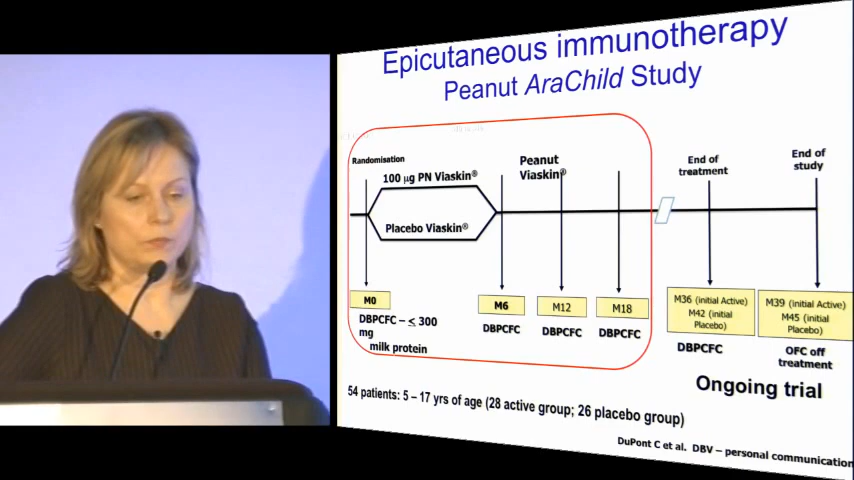 Epicutaneous immunotherapy
Peanut AraChild Study
Randomisation
100 µg PN Viaskin®
Placebo Viaskin®
Peanut
Viaskin®
End of
treatment
End of
study
M0
M6
M12
M18
M36 (initial Active)
M42 (initial
Placebo)
M39 (initial Active)
M45 (initial
Placebo)
DBPCFC – ≤ 300
mg
milk protein
DBPCFC
DBPCFC
DBPCFC
DBPCFC
OFC off
treatment
Ongoing trial
54 patients: 5 – 17 yrs of age (28 active group; 26 placebo group)
DuPont C et al. DBV – personal communication